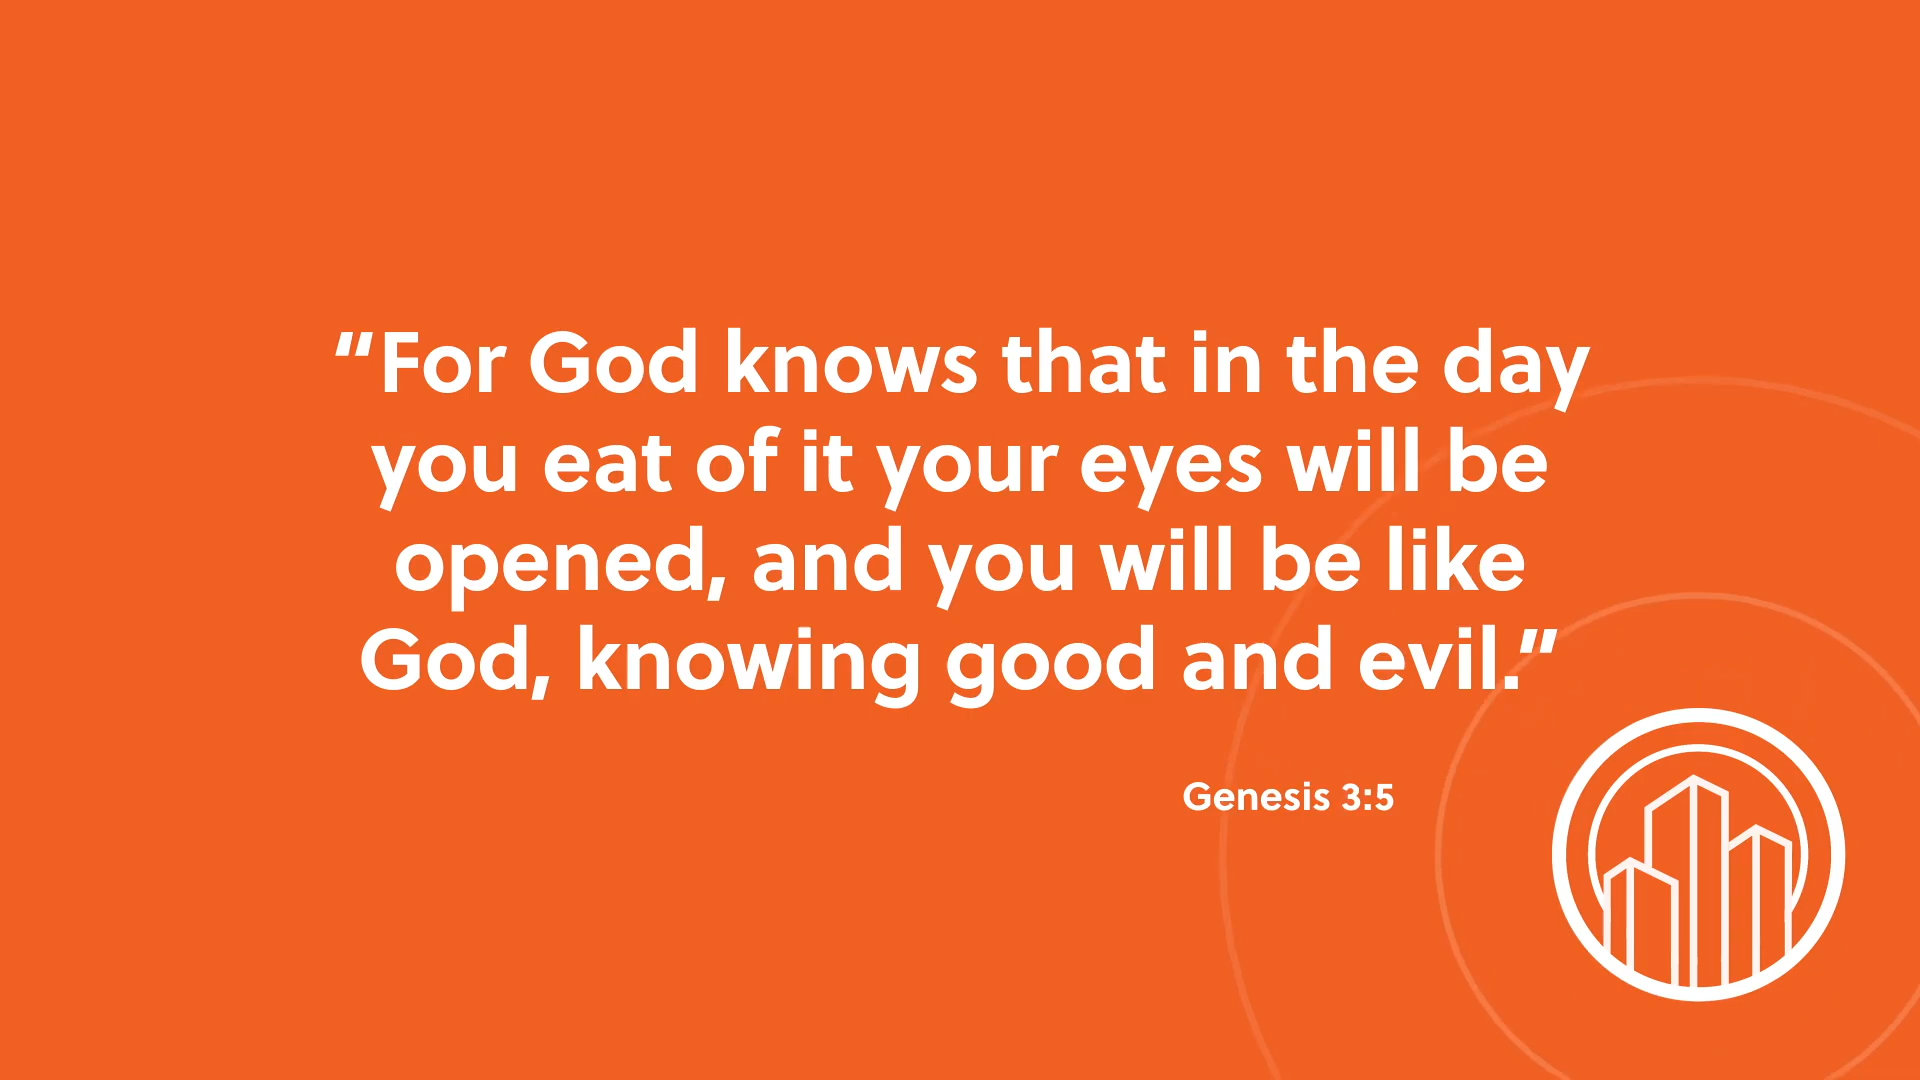 “For God knows that in the day
you eat of it your eyes will be
opened, and you will be like
God, knowing good and evil.”
Genesis 3:5